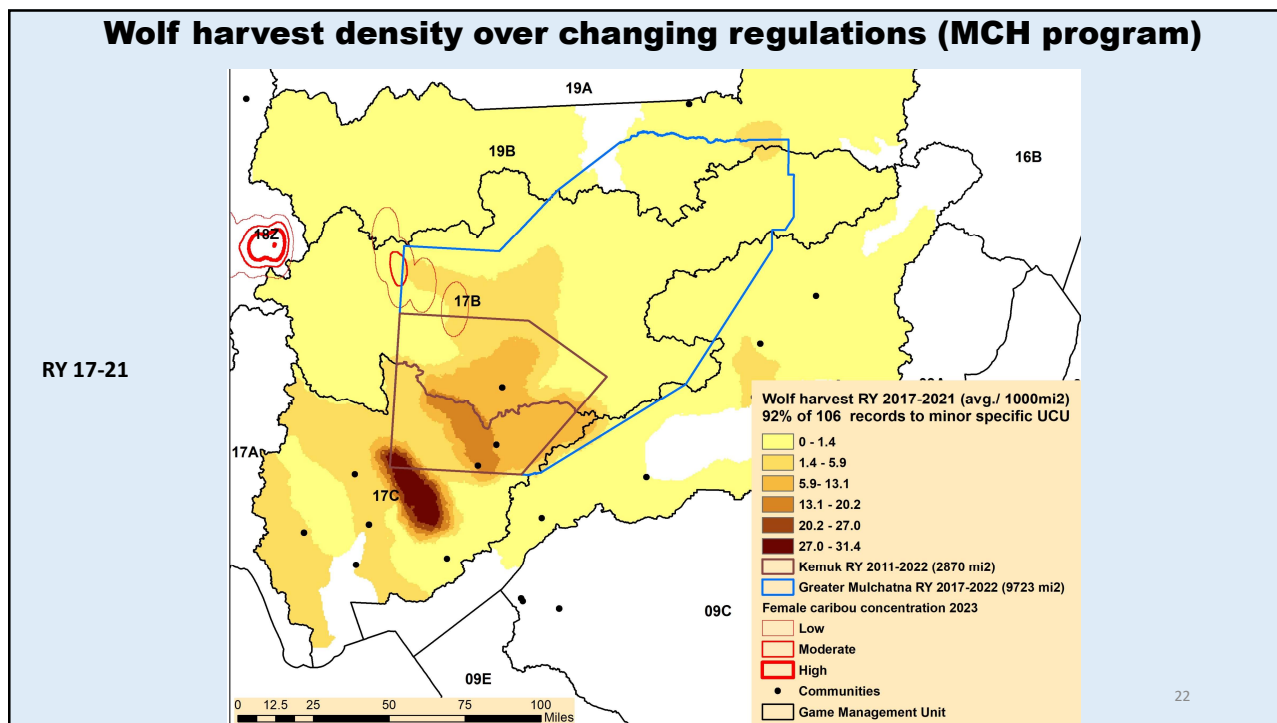 Wolf harvest density over changing regulations (MCH program)
19A
19B
16B
18Z
17B
RY 17-21
17A
17C
09C
09E
Wolf harvest RY 2017-2021 (avg./ 1000mi2)
92% of 106 records to minor specific UCU
0 - 1.4
1.4 - 5.9
5.9- 13.1
13.1 - 20.2
20.2 - 27.0
27.0 - 31.4
Kemuk RY 2011-2022 (2870 mi2)
Greater Mulchatna RY 2017-2022 (9723 mi2)
Female caribou concentration 2023
Low
Moderate
High
Communities
Game Management Unit
0 12.5 25 50 75 100
Miles
22